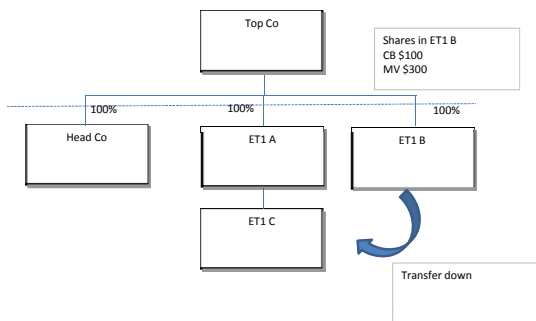 Top Co
Shares in ET1 B
CB $100
MV $300
100%
100%
100%
Head Co
ET1 A
ET1 B
ET1 C
Transfer down